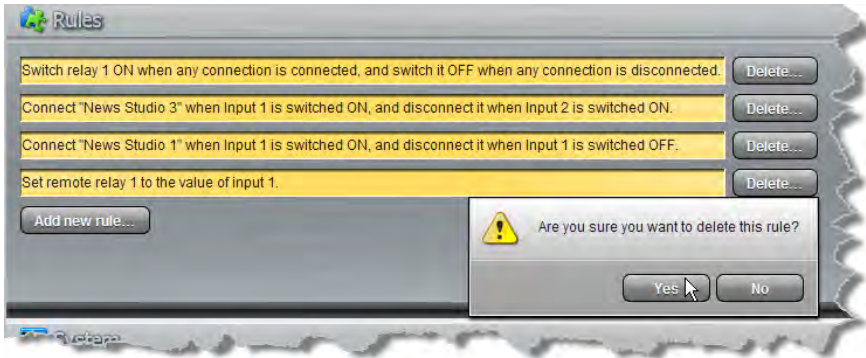 Rules
Switch relay 1 ON when any connection is connected, and switch it OFF when any connection is disconnected. Delete...
Connect "News Studio 3" when Input 1 is switched ON, and disconnect it when Input 2 is switched ON. Delete...
Connect "News Studio 1" when Input 1 is switched ON, and disconnect it when Input 1 is switched OFF. Delete...
Set remote relay 1 to the value of input 1. Delete...
Add new rule...
Are you sure you want to delete this rule?
Yes No
System